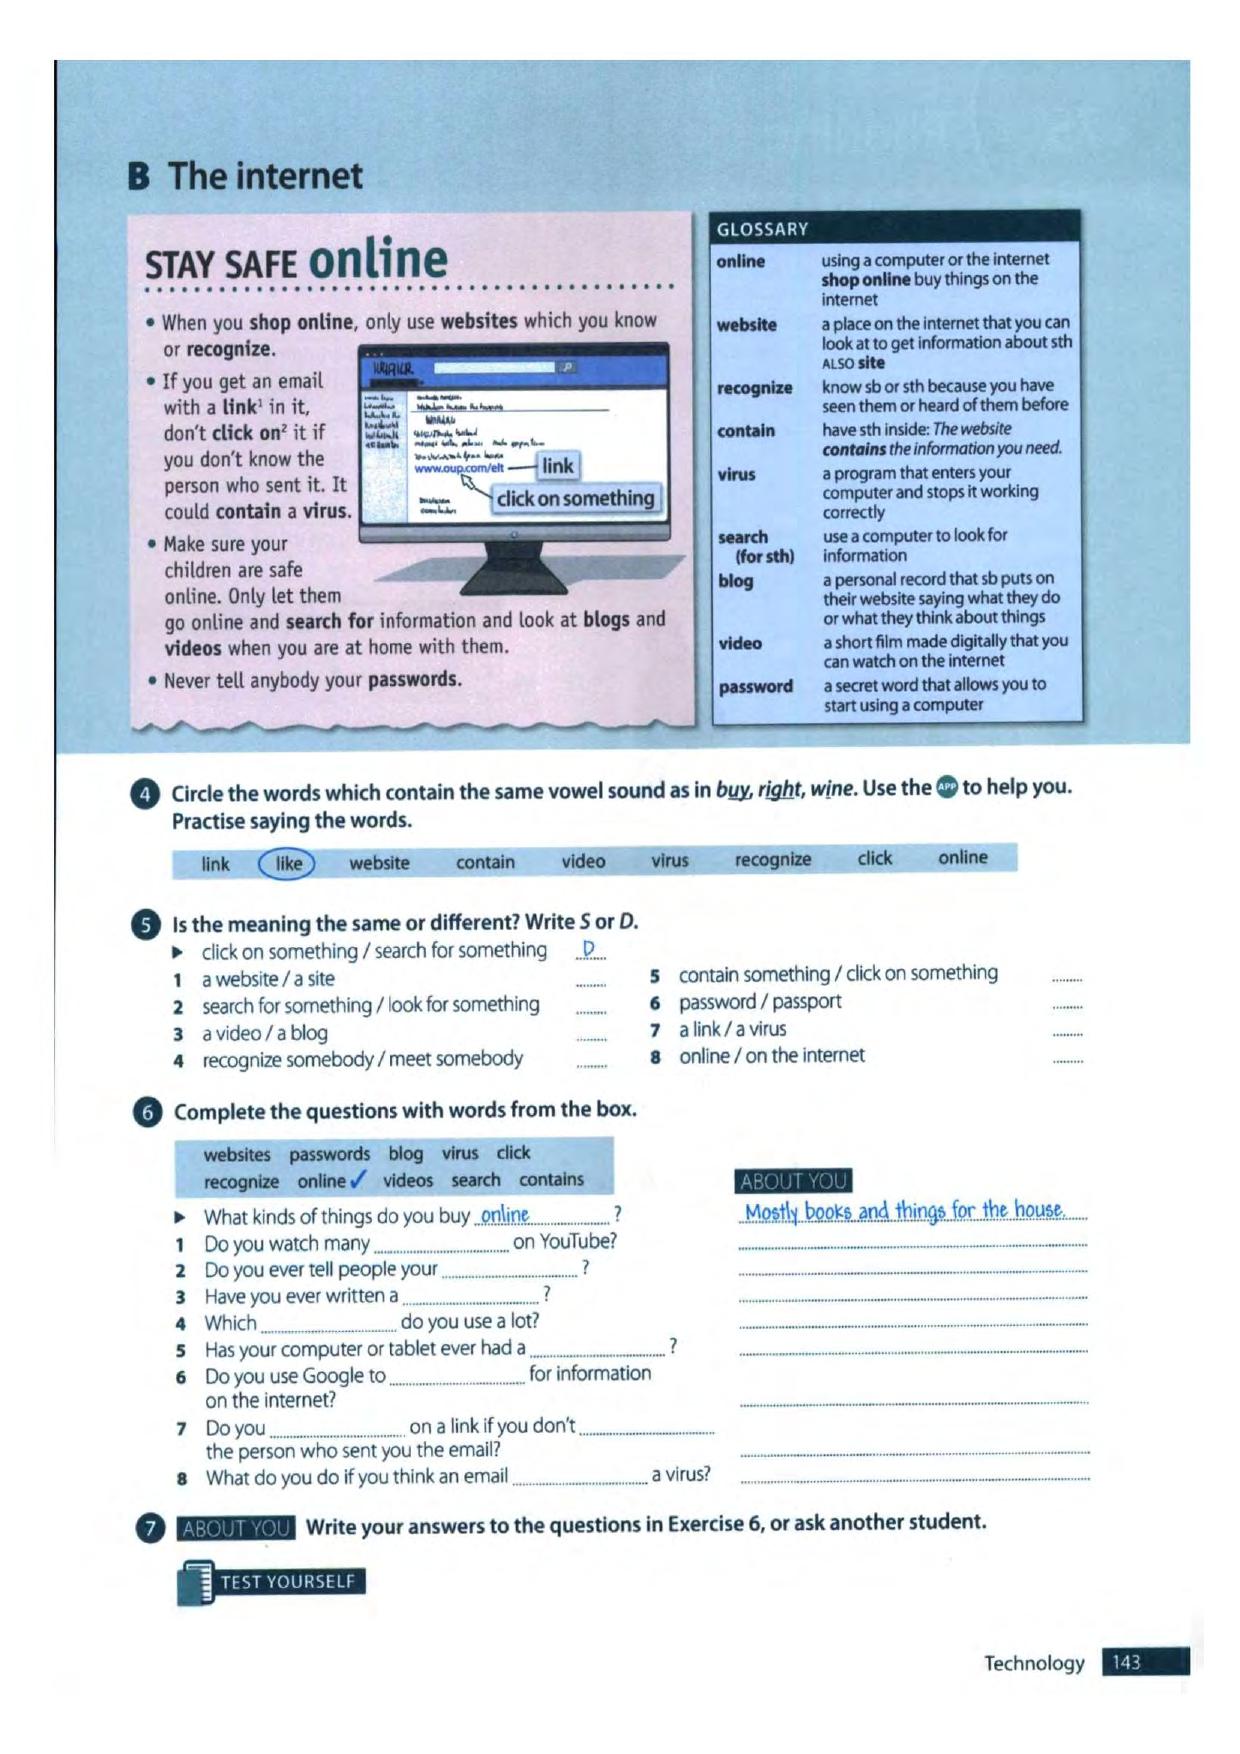 B The internet
STAY SAFE online
• When you shop online, only use websites which you know
or recognize.
• If you get an email
with a link¹ in it,
don't click on² it if
you don't know the
person who sent it. It
could contain a virus.
• Make sure your
children are safe
online. Only let them
go online and search for information and look at blogs and
videos when you are at home with them.
• Never tell anybody your passwords.
www.oup.com/elt
link
click on something
GLOSSARY
online using a computer or the internet
shop online buy things on the
internet
website a place on the internet that you can
look at to get information about sth
ALSO site
recognize know sb or sth because you have
seen them or heard of them before
contain have sth inside: The website
contains the information you need.
virus a program that enters your
computer and stops it working
correctly
search use a computer to look for
(for sth) information
blog a personal record that sb puts on
their website saying what they do
or what they think about things
video a short film made digitally that you
can watch on the internet
password a secret word that allows you to
start using a computer
4 Circle the words which contain the same vowel sound as in buy, right, wine. Use the APP to help you.
Practise saying the words.
link like website contain video virus recognize click online
5 Is the meaning the same or different? Write S or D.
▶ click on something / search for something D
1 a website / a site
2 search for something / look for something
3 a video / a blog
4 recognize somebody / meet somebody
5 contain something / click on something
6 password / passport
7 a link / a virus
8 online / on the internet
6 Complete the questions with words from the box.
websites passwords blog virus click
recognize online ✓ videos search contains
ABOUT YOU
▶ What kinds of things do you buy online ? Mostly books and things for the house.
1 Do you watch many ........ on YouTube?
2 Do you ever tell people your ........ ?
3 Have you ever written a ........ ?
4 Which ........ do you use a lot?
5 Has your computer or tablet ever had a ........ ?
6 Do you use Google to ........ for information
on the internet?
7 Do you ........ on a link if you don't ........
the person who sent you the email?
8 What do you do if you think an email ........ a virus?
7 ABOUT YOU Write your answers to the questions in Exercise 6, or ask another student.
TEST YOURSELF
Technology 143